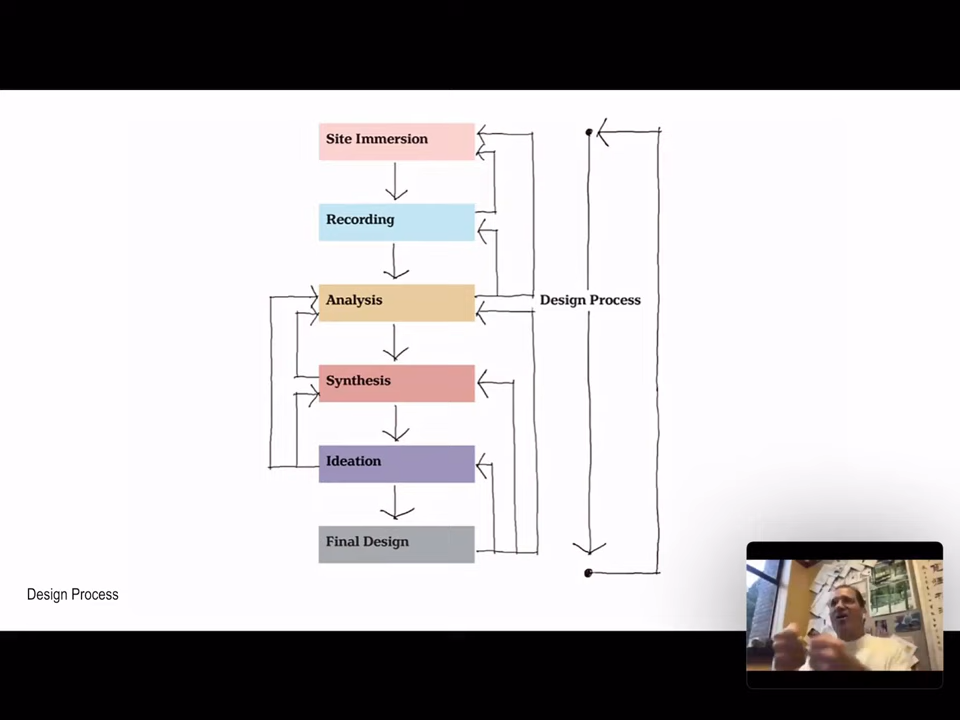 Site Immersion
Recording
Analysis
Design Process
Synthesis
Ideation
Final Design
Design Process